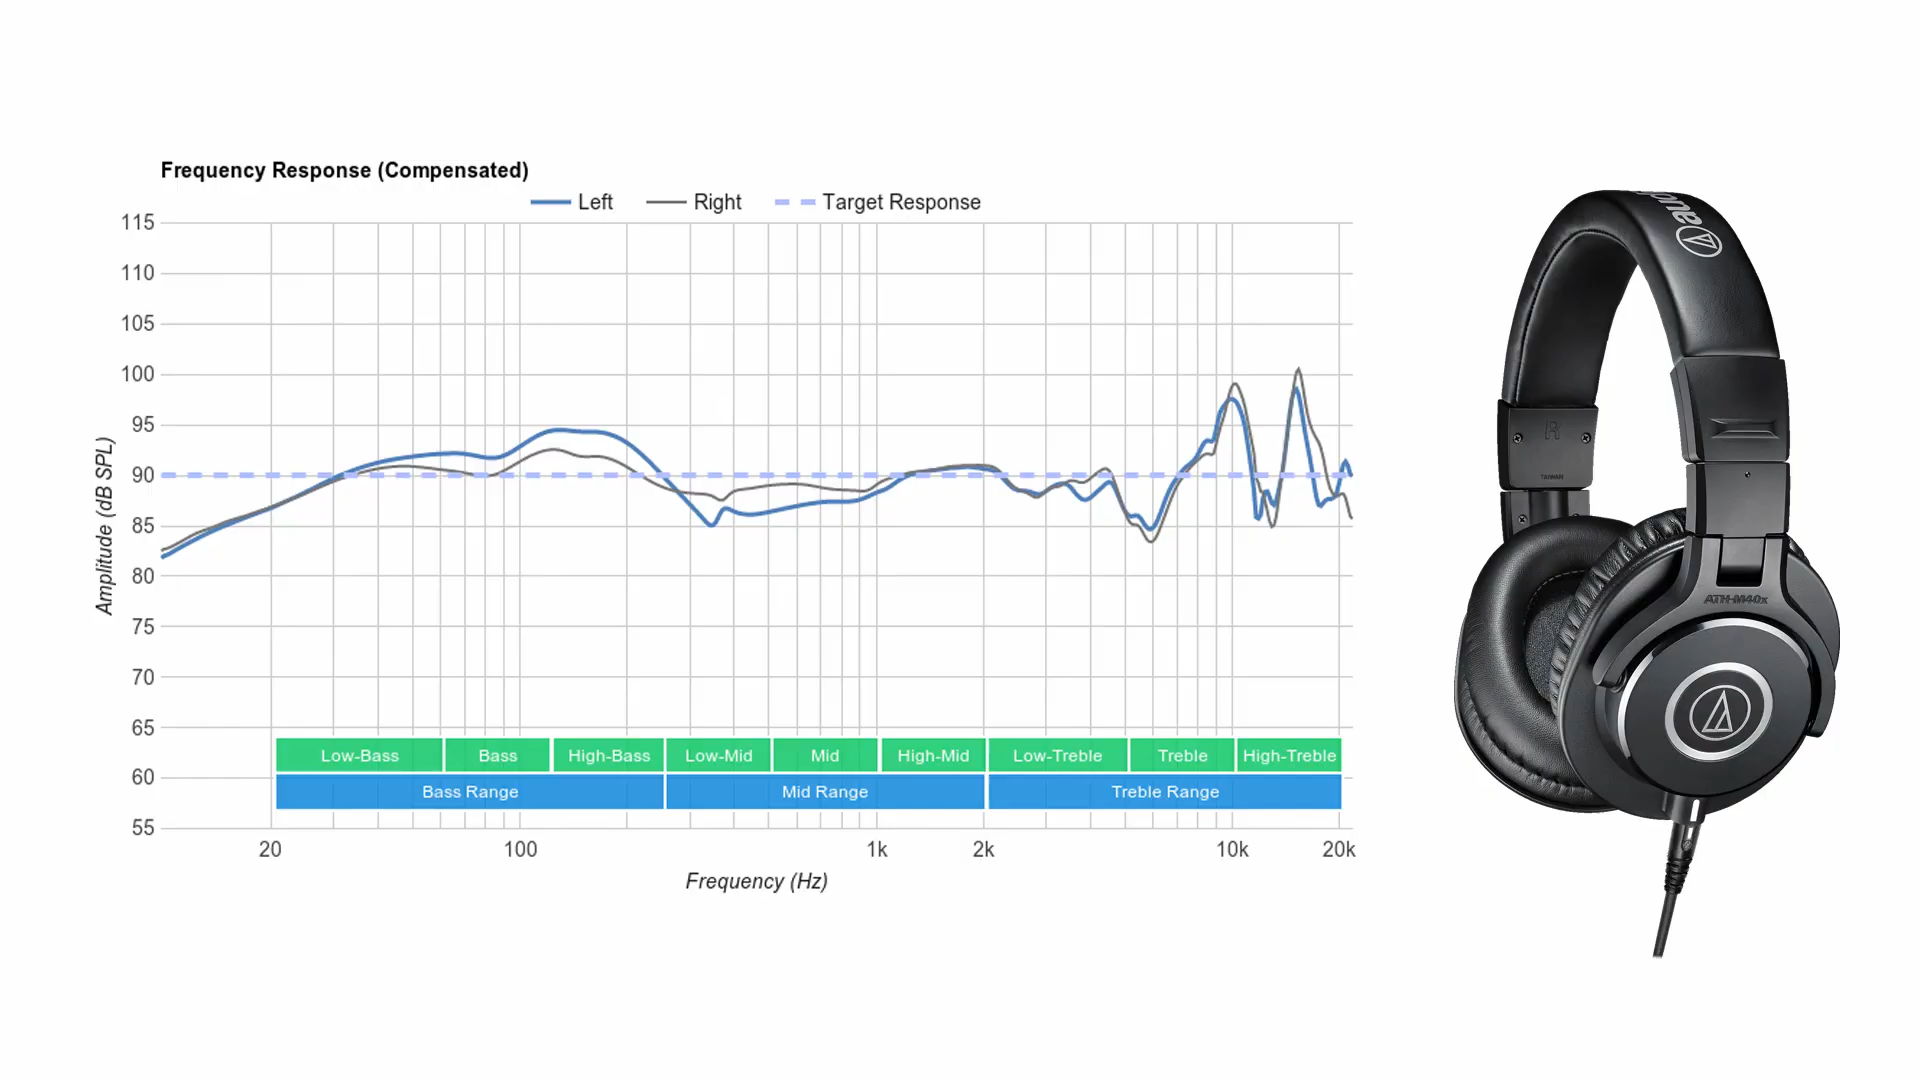 Frequency Response (Compensated)
Left Right Target Response
115
110
105
100
95
90
85
80
75
70
65
60
55
Amplitude (dB SPL)
Low-Bass Bass High-Bass Low-Mid Mid High-Mid Low-Treble Treble High-Treble
Bass Range Mid Range Treble Range
20 100 1k 2k 10k 20k
Frequency (Hz)
R
TAIWAN
ATH-M40x